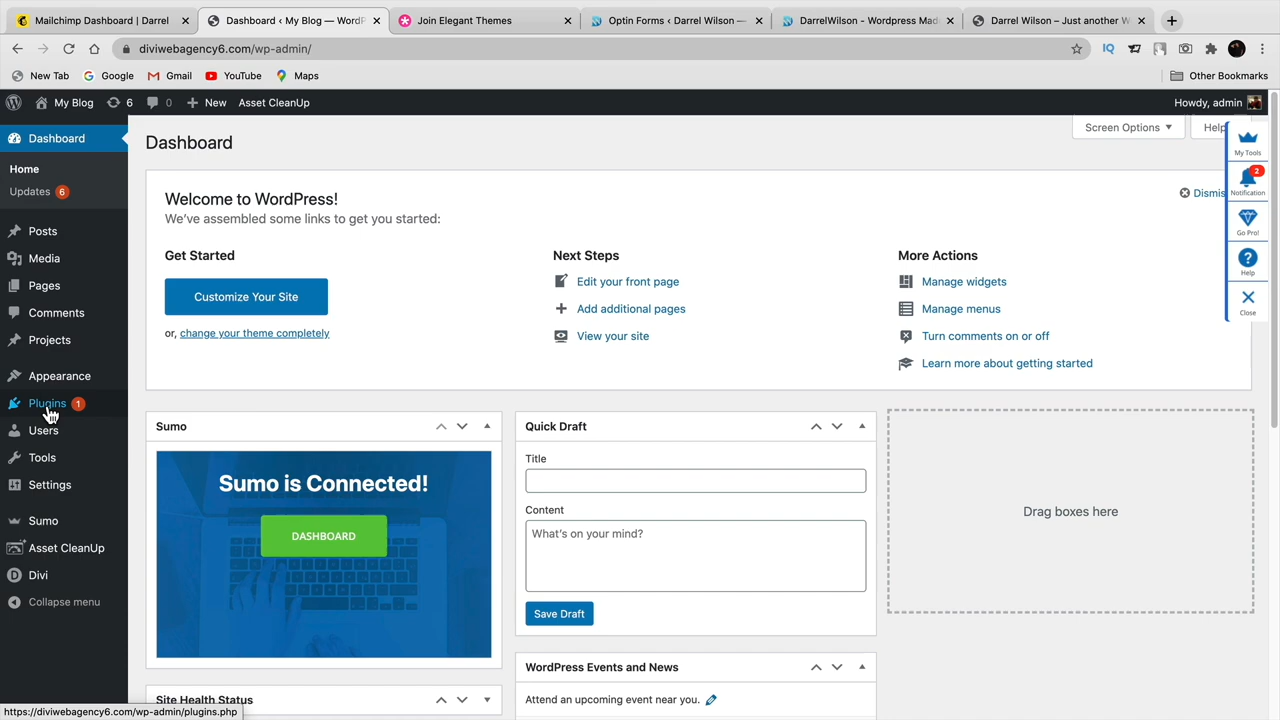 Mailchimp Dashboard | Darrel
Dashboard ‹ My Blog — WordP
Join Elegant Themes
Optin Forms ‹ Darrel Wilson —
DarrelWilson - Wordpress Mad
Darrel Wilson – Just another W
diviwebagency6.com/wp-admin/
New Tab
Google
Gmail
YouTube
Maps
Other Bookmarks
My Blog
6
0
New
Asset CleanUp
Howdy, admin
Dashboard
Home
Updates 6
Posts
Media
Pages
Comments
Projects
Appearance
Plugins 1
Users
Tools
Settings
Sumo
Asset CleanUp
Divi
Collapse menu
Dashboard
Screen Options
Help
Welcome to WordPress!
We've assembled some links to get you started:
Dismis
Get Started
Customize Your Site
or, change your theme completely
Next Steps
Edit your front page
Add additional pages
View your site
More Actions
Manage widgets
Manage menus
Turn comments on or off
Learn more about getting started
My Tools
2
Notification
Go Pro!
Help
Close
Sumo
Sumo is Connected!
DASHBOARD
Site Health Status
Quick Draft
Title
Content
What's on your mind?
Save Draft
WordPress Events and News
Attend an upcoming event near you.
Drag boxes here
https://diviwebagency6.com/wp-admin/plugins.php